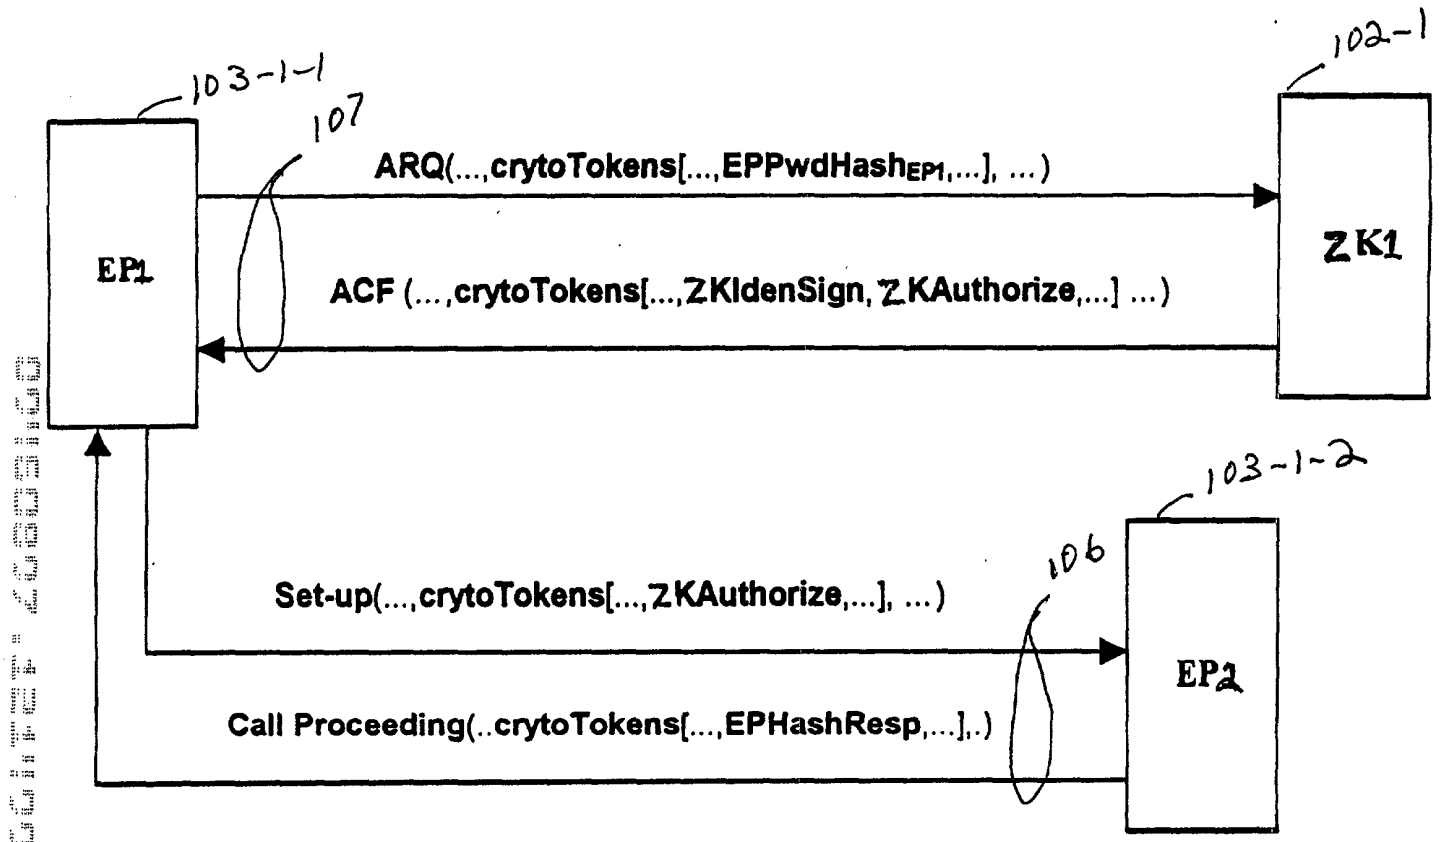 102-1
103-1-1
107
ARQ(...,crytoTokens[...,EPPwdHashEP1,...], ...)
EP1
ZK1
ACF (...,crytoTokens[...,ZKIdenSign, ZKAuthorize,...] ...)
103-1-2
106
Set-up(...,crytoTokens[...,ZKAuthorize,...], ...)
EP2
Call Proceeding(..crytoTokens[...,EPHashResp,...],.)